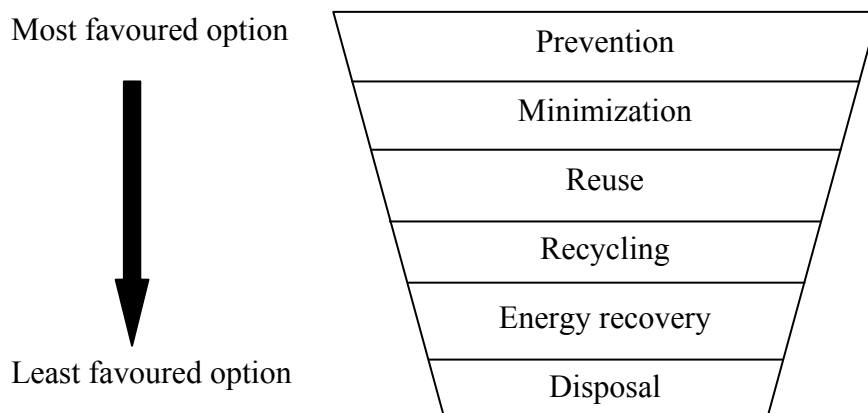 Most favoured option
Prevention
Minimization
Reuse
Recycling
Energy recovery
Least favoured option
Disposal